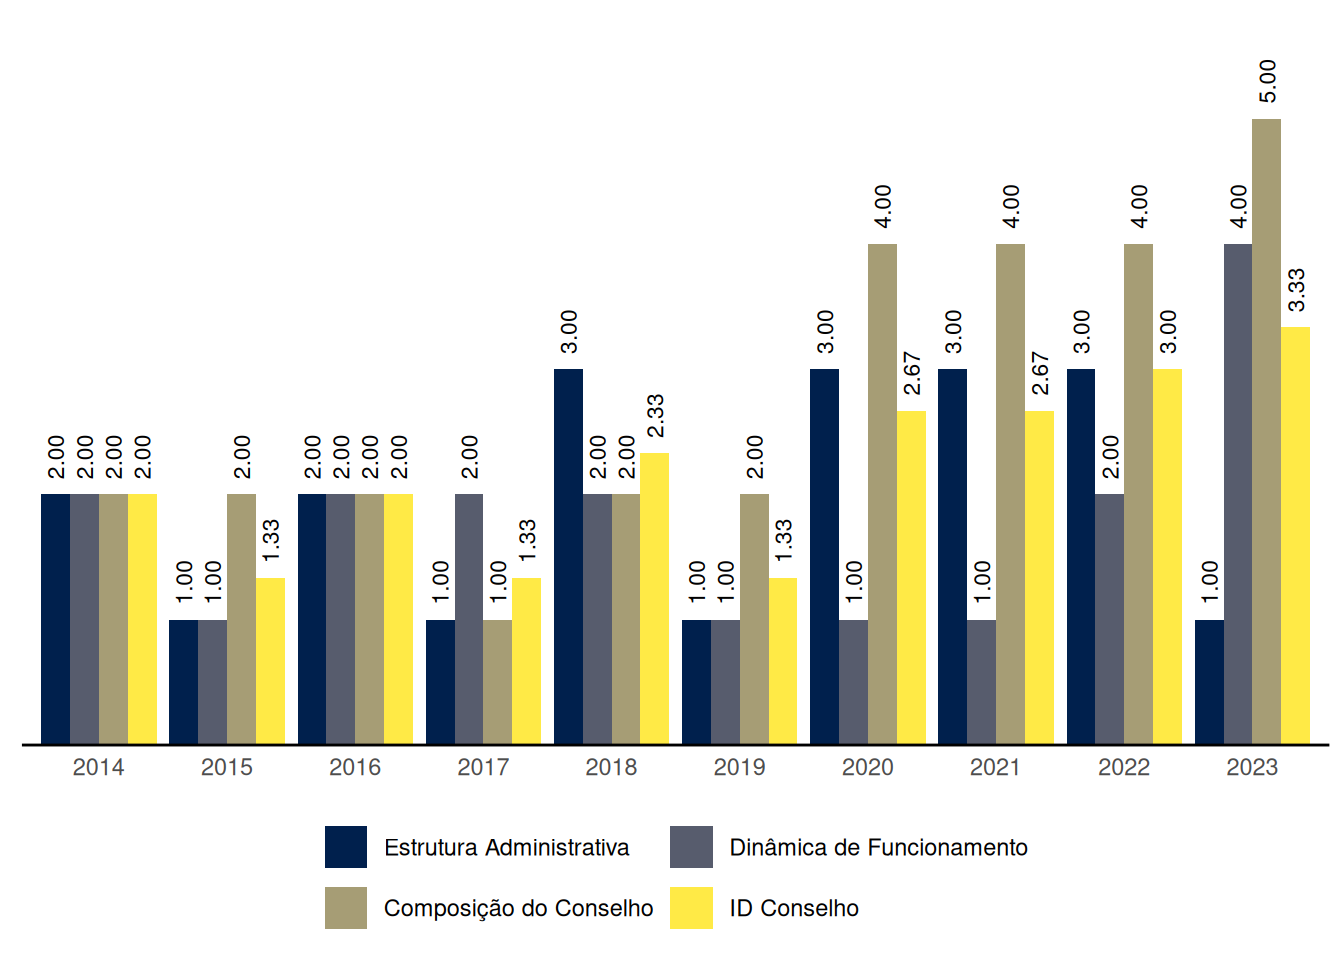 2.00 2.00 2.00 2.00
1.00 1.00 2.00 1.33
2.00 2.00 2.00 2.00
1.00 2.00 1.00 1.33
3.00 2.00 2.00 2.33
1.00 1.00 2.00 1.33
3.00 1.00 4.00 2.67
3.00 1.00 4.00 2.67
3.00 2.00 4.00 3.00
1.00 4.00 5.00 3.33
2014 2015 2016 2017 2018 2019 2020 2021 2022 2023
Estrutura Administrativa Dinâmica de Funcionamento
Composição do Conselho ID Conselho